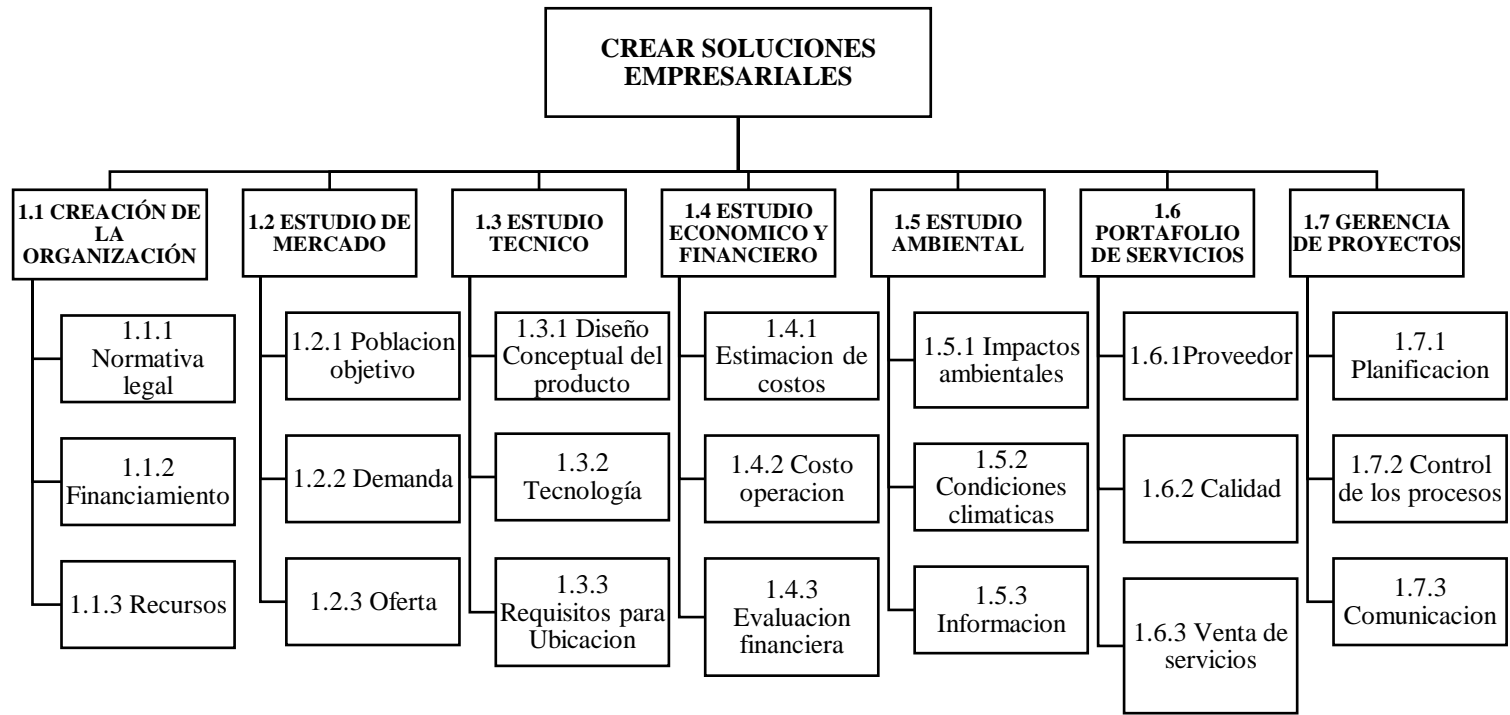 CREAR SOLUCIONES
EMPRESARIALES
1.1 CREACIÓN DE
LA
ORGANIZACIÓN
1.1.1
Normativa
legal
1.1.2
Financiamiento
1.1.3 Recursos
1.2 ESTUDIO DE
MERCADO
1.2.1 Poblacion
objetivo
1.2.2 Demanda
1.2.3 Oferta
1.3 ESTUDIO
TECNICO
1.3.1 Diseño
Conceptual del
producto
1.3.2
Tecnología
1.3.3
Requisitos para
Ubicacion
1.4 ESTUDIO
ECONOMICO Y
FINANCIERO
1.4.1
Estimacion de
costos
1.4.2 Costo
operacion
1.4.3
Evaluacion
financiera
1.5 ESTUDIO
AMBIENTAL
1.5.1 Impactos
ambientales
1.5.2
Condiciones
climaticas
1.5.3
Informacion
1.6
PORTAFOLIO
DE SERVICIOS
1.6.1Proveedor
1.6.2 Calidad
1.6.3 Venta de
servicios
1.7 GERENCIA
DE PROYECTOS
1.7.1
Planificacion
1.7.2 Control
de los procesos
1.7.3
Comunicacion